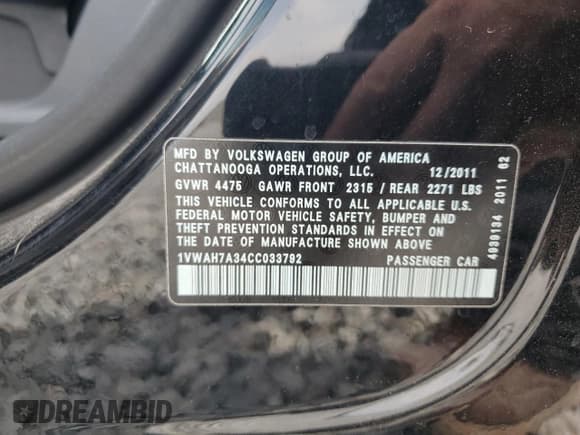 MFD BY VOLKSWAGEN GROUP OF AMERICA
CHATTANOOGA OPERATIONS, LLC. 12/2011
GVWR 4475 GAWR FRONT 2315 / REAR 2271 LBS
THIS VEHICLE CONFORMS TO ALL APPLICABLE U.S.
FEDERAL MOTOR VEHICLE SAFETY, BUMPER AND
THEFT PREVENTION STANDARDS IN EFFECT ON
THE DATE OF MANUFACTURE SHOWN ABOVE
1VWAH7A34CC033792 PASSENGER CAR
4939134 2011 62
DREAMBID